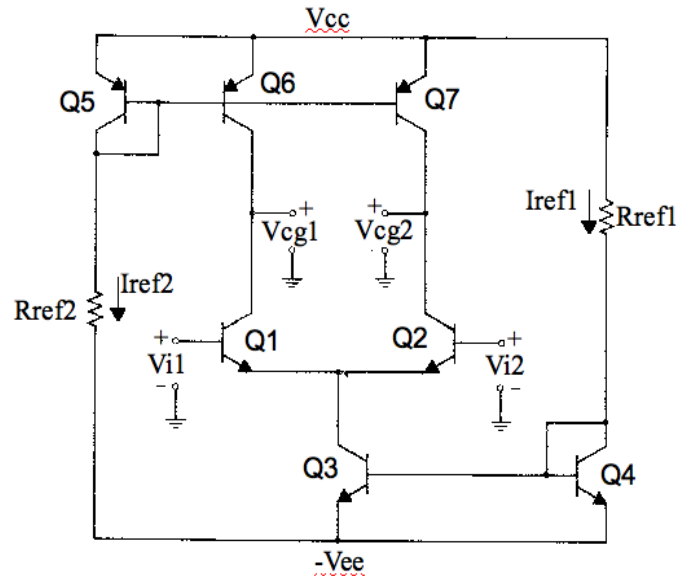 Vcc
Q5
Q6
Q7
+
Vcg1
+
Vcg2
Iref1
Rref1
Iref2
Rref2
+
Vi1
-
Q1
Q2
+
Vi2
-
Q3
Q4
-Vee